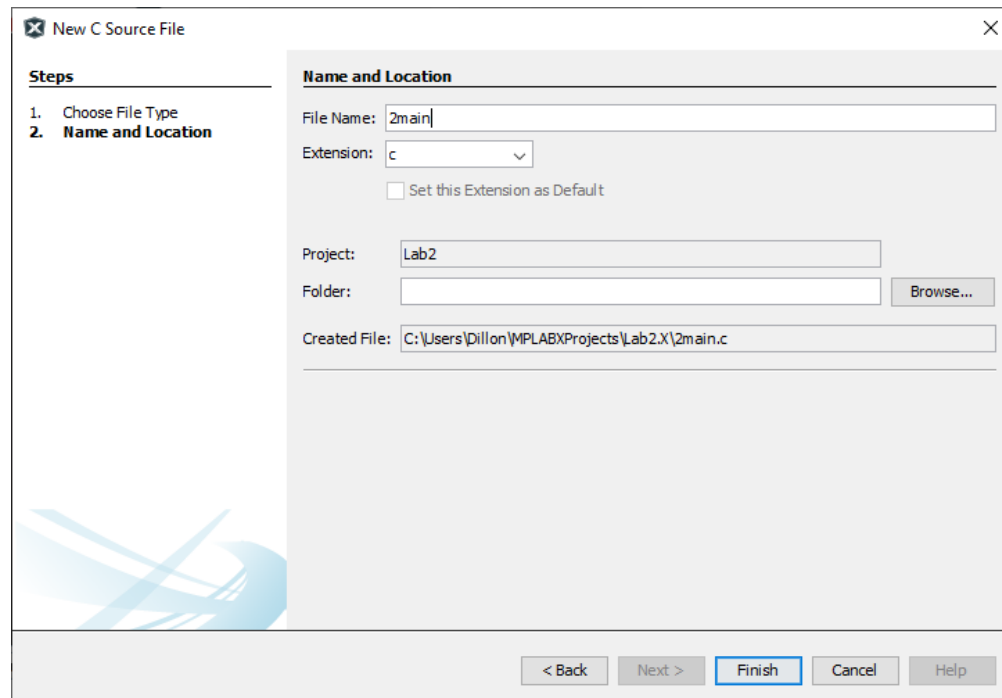 New C Source File
Steps
1. Choose File Type
2. Name and Location
Name and Location
File Name: 2main
Extension: c
Set this Extension as Default
Project: Lab2
Folder: Browse...
Created File: C:\Users\Dillon\MPLABXProjects\Lab2.X\2main.c
< Back Next > Finish Cancel Help